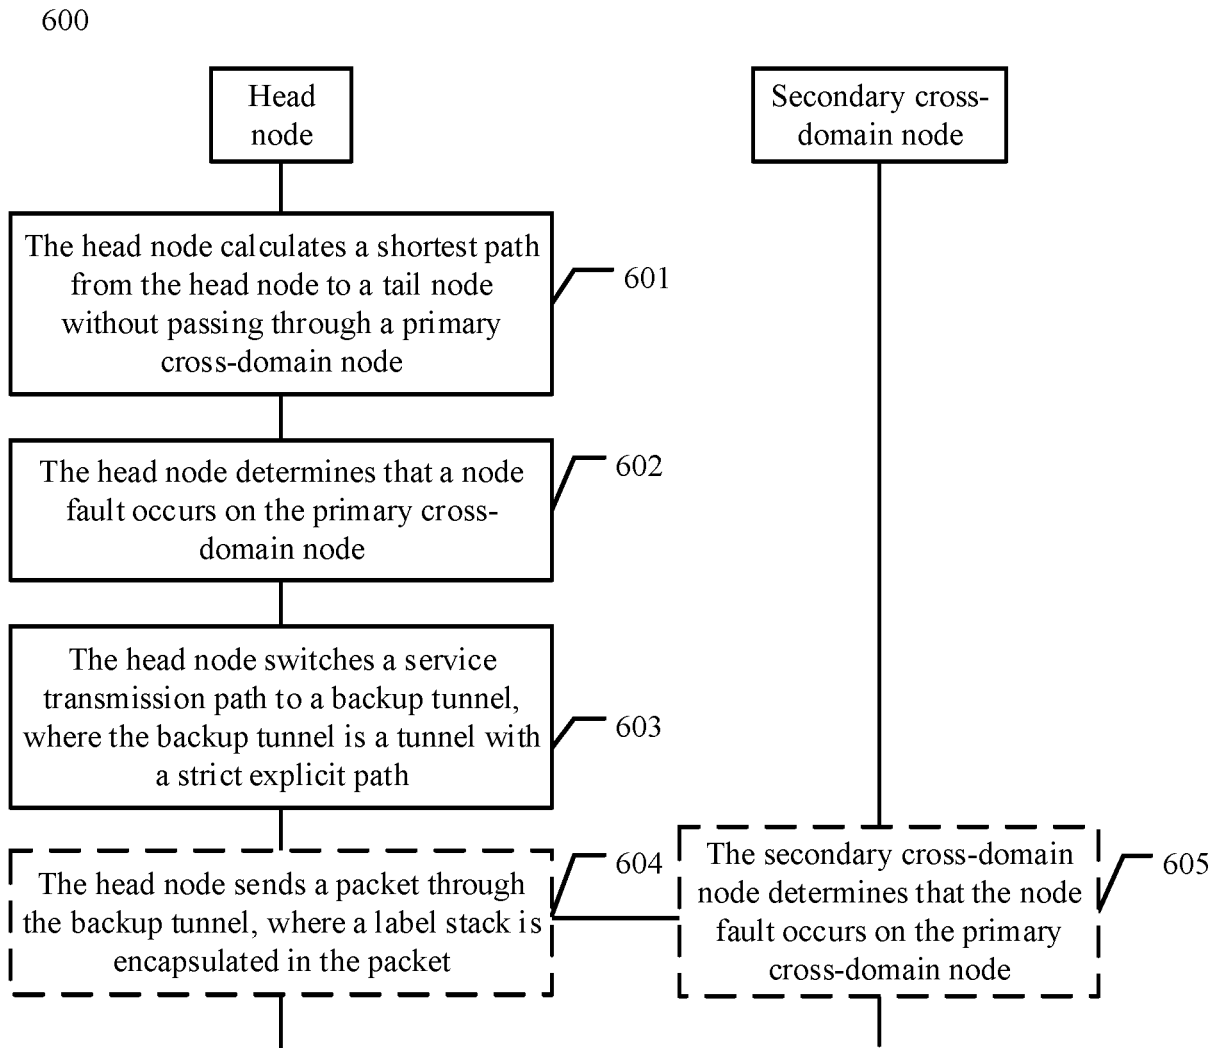 600
Head
node
Secondary cross-
domain node
The head node calculates a shortest path
from the head node to a tail node
without passing through a primary
cross-domain node
601
The head node determines that a node
fault occurs on the primary cross-
domain node
602
The head node switches a service
transmission path to a backup tunnel,
where the backup tunnel is a tunnel with
a strict explicit path
603
The head node sends a packet through
the backup tunnel, where a label stack is
encapsulated in the packet
604
The secondary cross-domain
node determines that the node
fault occurs on the primary
cross-domain node
605